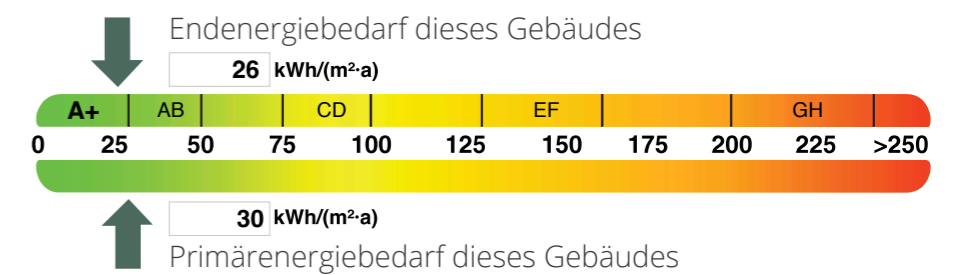 Endenergiebedarf dieses Gebäudes
26 kWh/(m²·a)
A+ AB CD EF GH
0 25 50 75 100 125 150 175 200 225 >250
30 kWh/(m²·a)
Primärenergiebedarf dieses Gebäudes